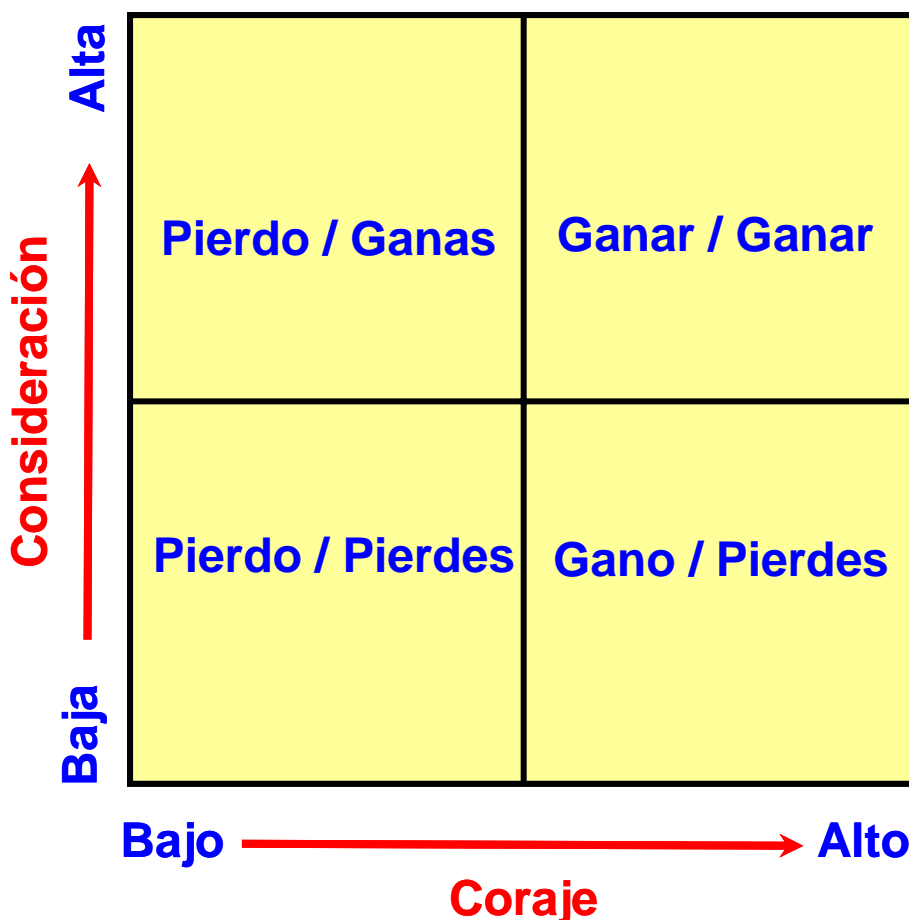 Alta
Consideración
Baja
Pierdo / Ganas
Ganar / Ganar
Pierdo / Pierdes
Gano / Pierdes
Bajo
Alto
Coraje